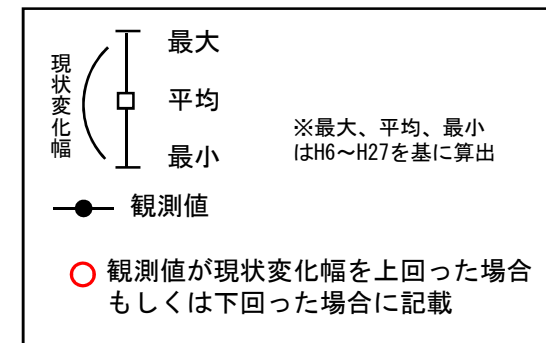 現状変化幅
最大
平均
最小
※最大、平均、最小
はH6～H27を基に算出
観測値
観測値が現状変化幅を上回った場合
もしくは下回った場合に記載